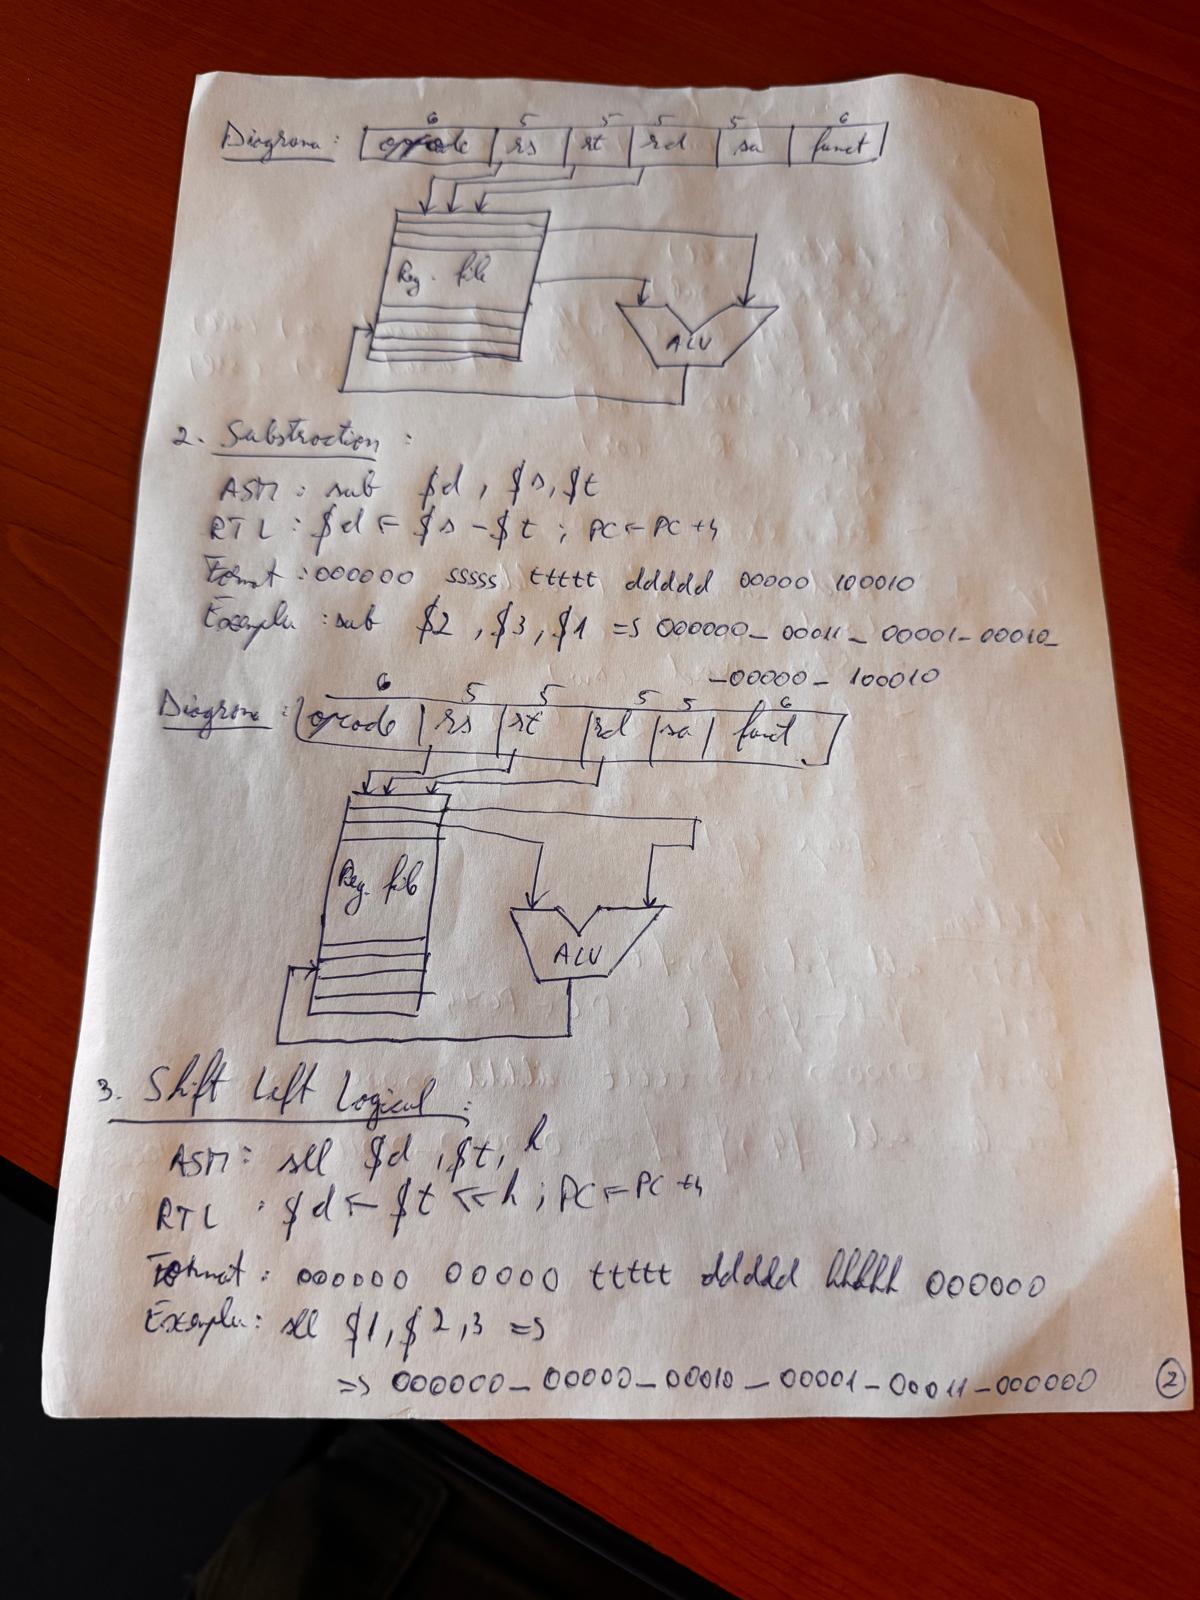 6 5 5 5 5 6
Diagrama: opcode rs rt rd sa funct
Reg. file
ALU
2. Substraction:
ASM: sub $d, $s, $t
RTL: $d ← $s - $t; PC ← PC + 4
Format: 000000 sssss ttttt ddddd 00000 100010
Exemplu: sub $2, $3, $1 => 000000_00011_00001_00010_
_00000_100010
6 5 5 5 5 6
Diagrama: opcode rs rt rd sa funct
Reg. file
ALU
3. Shift Left Logical:
ASM: sll $d, $t, h
RTL: $d ← $t << h; PC ← PC + 4
Format: 000000 00000 ttttt ddddd hhhhh 000000
Exemplu: sll $1, $2, 3 =>
=> 000000_00000_00010_00001_00011_000000
2